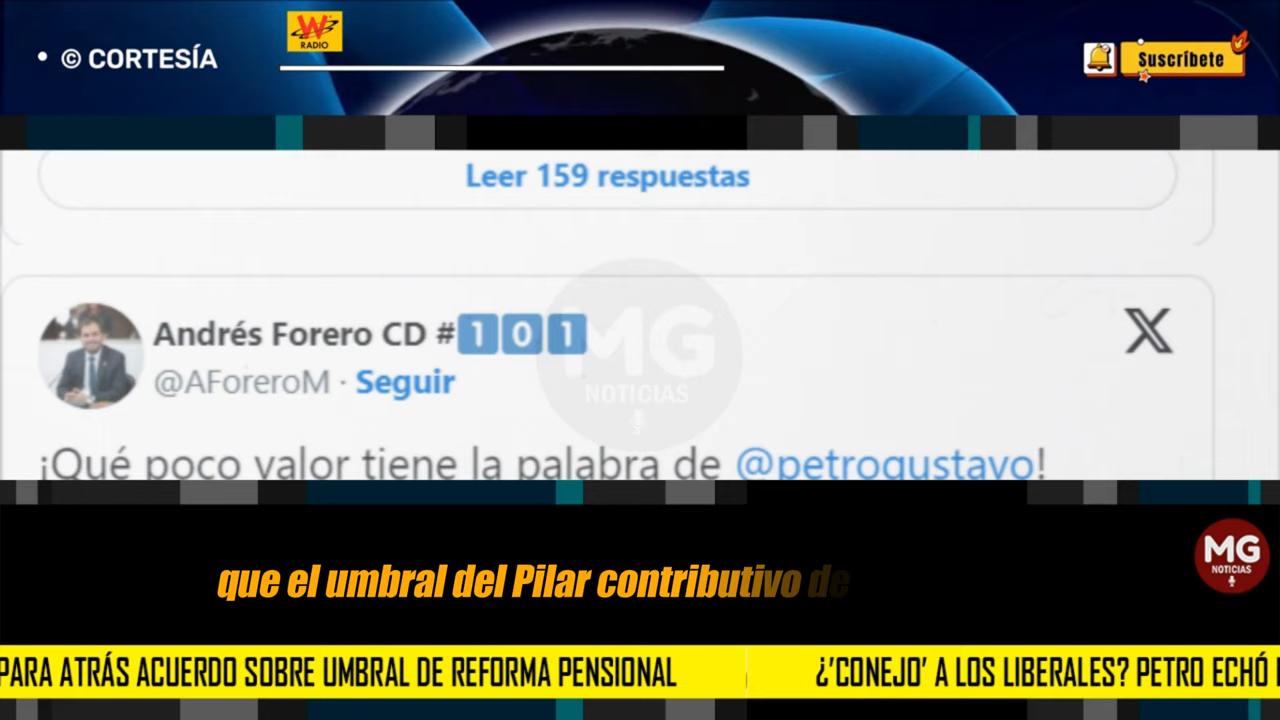 • © CORTESÍA
W
RADIO
Suscríbete
Leer 159 respuestas
Andrés Forero CD #101
@AForeroM · Seguir
X
MG
NOTICIAS
¡Qué poco valor tiene la palabra de @petrogustavo!
que el umbral del Pilar contributivo de
MG
NOTICIAS
PARA ATRÁS ACUERDO SOBRE UMBRAL DE REFORMA PENSIONAL
¿'CONEJO' A LOS LIBERALES? PETRO ECHÓ